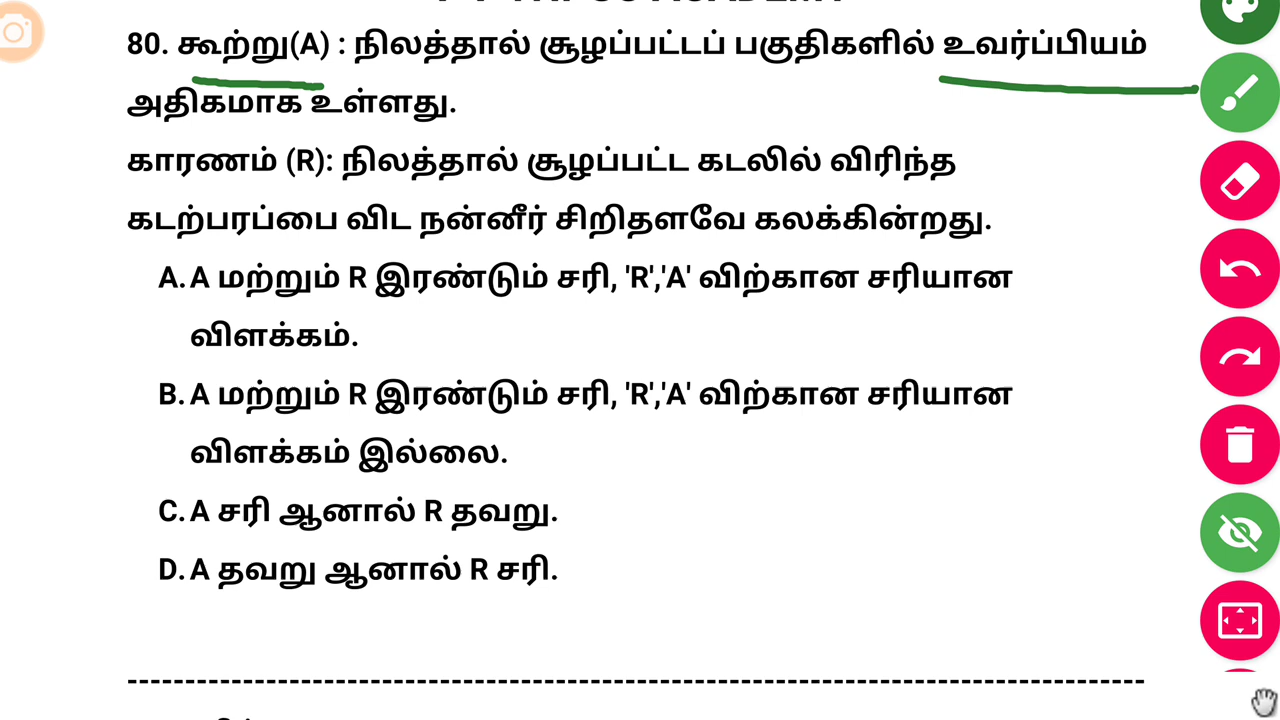 80. கூற்று(A) : நிலத்தால் சூழப்பட்டப் பகுதிகளில் உவர்ப்பியம்
அதிகமாக உள்ளது.
காரணம் (R): நிலத்தால் சூழப்பட்ட கடலில் விரிந்த
கடற்பரப்பை விட நன்னீர் சிறிதளவே கலக்கின்றது.
A. A மற்றும் R இரண்டும் சரி, 'R','A' விற்கான சரியான
விளக்கம்.
B. A மற்றும் R இரண்டும் சரி, 'R','A' விற்கான சரியான
விளக்கம் இல்லை.
C. A சரி ஆனால் R தவறு.
D. A தவறு ஆனால் R சரி.